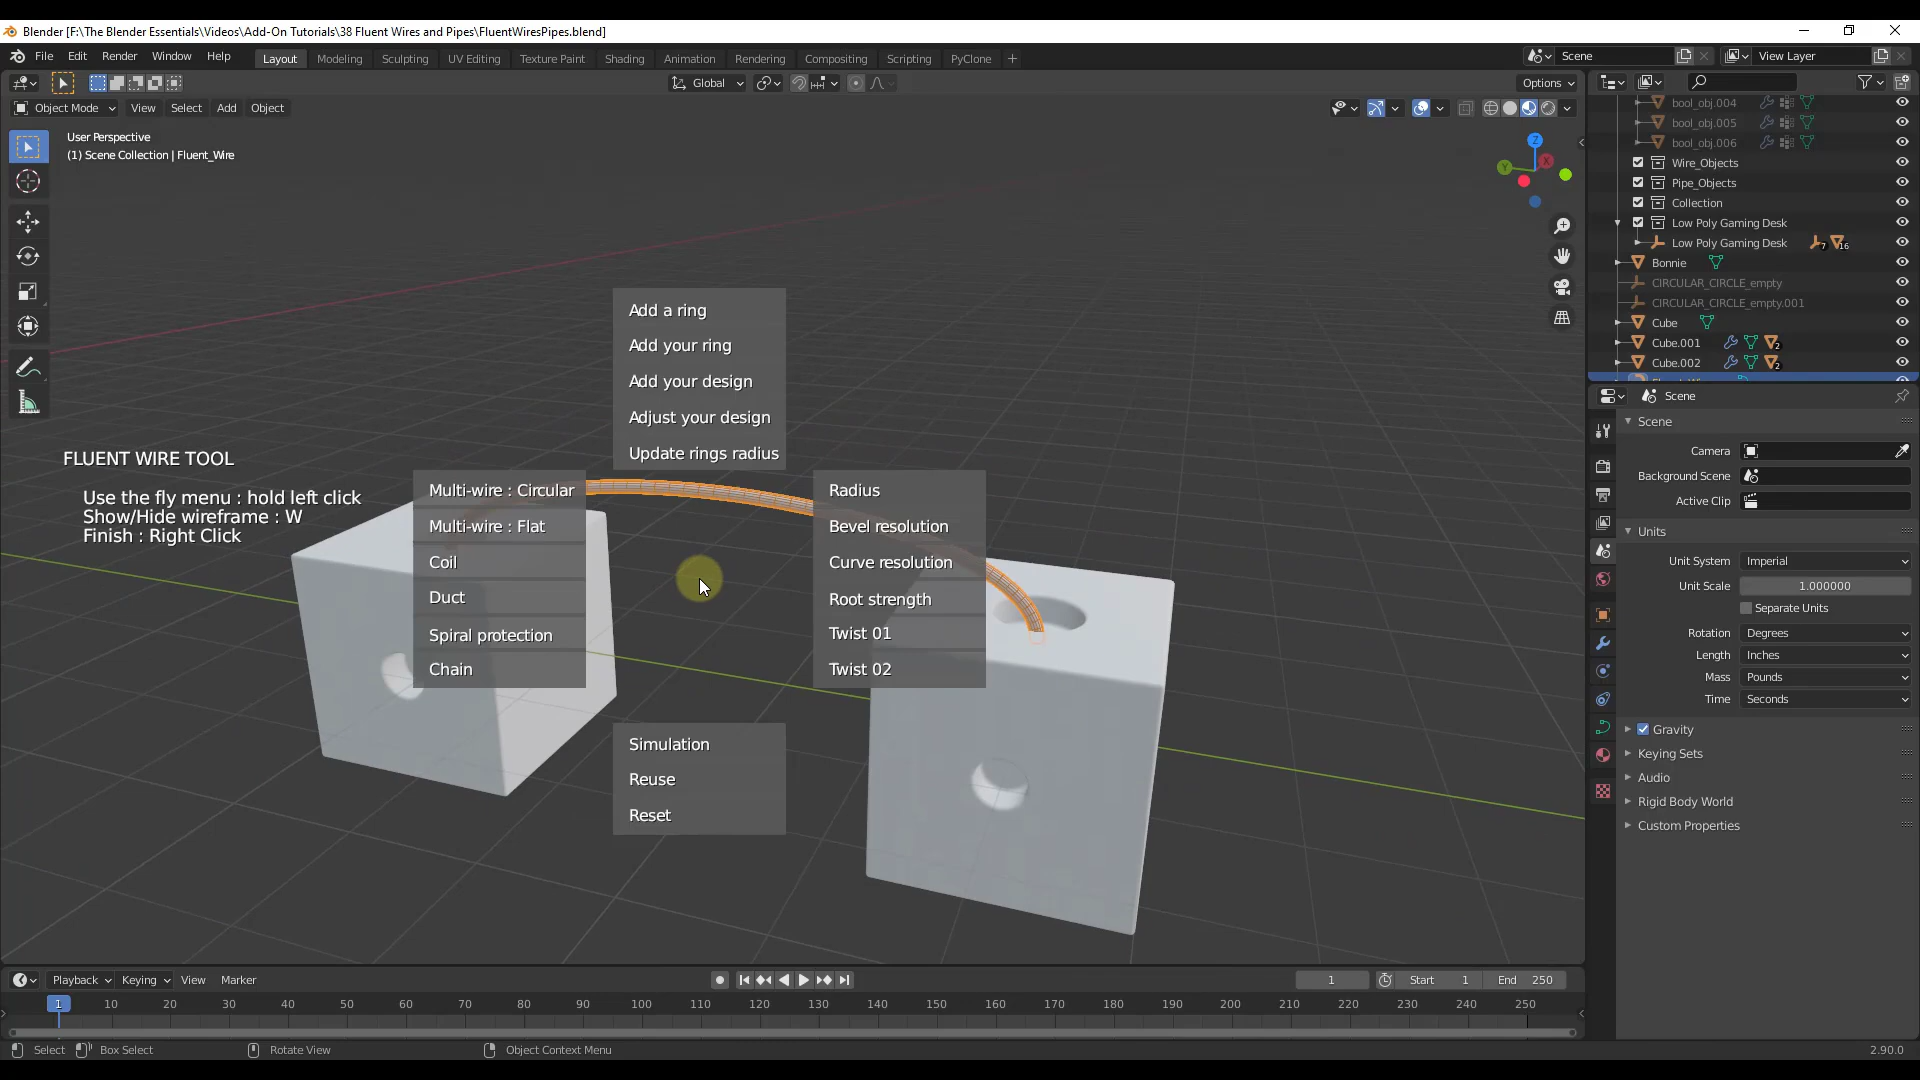 Blender [F:\The Blender Essentials\Videos\Add-On Tutorials\38 Fluent Wires and Pipes\FluentWiresPipes.blend]
File Edit Render Window Help
Layout Modeling Sculpting UV Editing Texture Paint Shading Animation Rendering Compositing Scripting PyClone +
Scene
View Layer
Global
Options
Object Mode View Select Add Object
User Perspective
(1) Scene Collection | Fluent_Wire
Z
Y
X
FLUENT WIRE TOOL
Use the fly menu : hold left click
Show/Hide wireframe : W
Finish : Right Click
Add a ring
Add your ring
Add your design
Adjust your design
Update rings radius
Multi-wire : Circular
Multi-wire : Flat
Coil
Duct
Spiral protection
Chain
Radius
Bevel resolution
Curve resolution
Root strength
Twist 01
Twist 02
Simulation
Reuse
Reset
bool_obj.004
bool_obj.005
bool_obj.006
Wire_Objects
Pipe_Objects
Collection
Low Poly Gaming Desk
Low Poly Gaming Desk 7 16
Bonnie
CIRCULAR_CIRCLE_empty
CIRCULAR_CIRCLE_empty.001
Cube
Cube.001 2
Cube.002 2
Scene
Scene
Camera
Background Scene
Active Clip
Units
Unit System Imperial
Unit Scale 1.000000
Separate Units
Rotation Degrees
Length Inches
Mass Pounds
Time Seconds
Gravity
Keying Sets
Audio
Rigid Body World
Custom Properties
Playback Keying View Marker
1 Start 1 End 250
1 10 20 30 40 50 60 70 80 90 100 110 120 130 140 150 160 170 180 190 200 210 220 230 240 250
Select Box Select Rotate View Object Context Menu 2.90.0